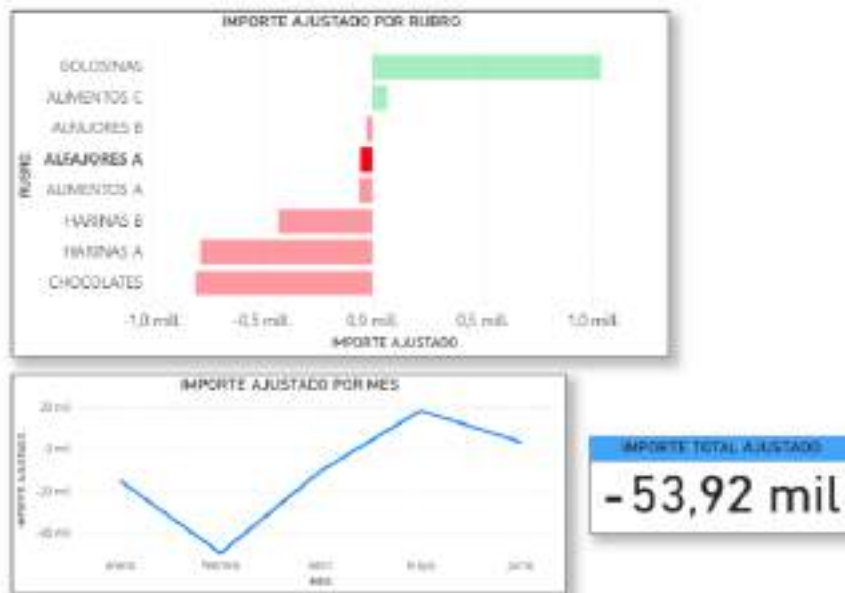 IMPORTE AJUSTADO POR RUBRO
GOLOSINAS
ALIMENTOS C
ALFAJORES B
ALFAJORES A
ALIMENTOS A
HARINAS B
HARINAS A
CHOCOLATES
RUBRO
-1,0 mill.
-0,5 mill.
0,0 mill.
0,5 mill.
1,0 mill.
IMPORTE AJUSTADO
IMPORTE AJUSTADO POR MES
IMPORTE AJUSTADO
20 mil
0 mil
-20 mil
-40 mil
enero
febrero
abril
mayo
junio
MES
IMPORTE TOTAL AJUSTADO
-53,92 mil